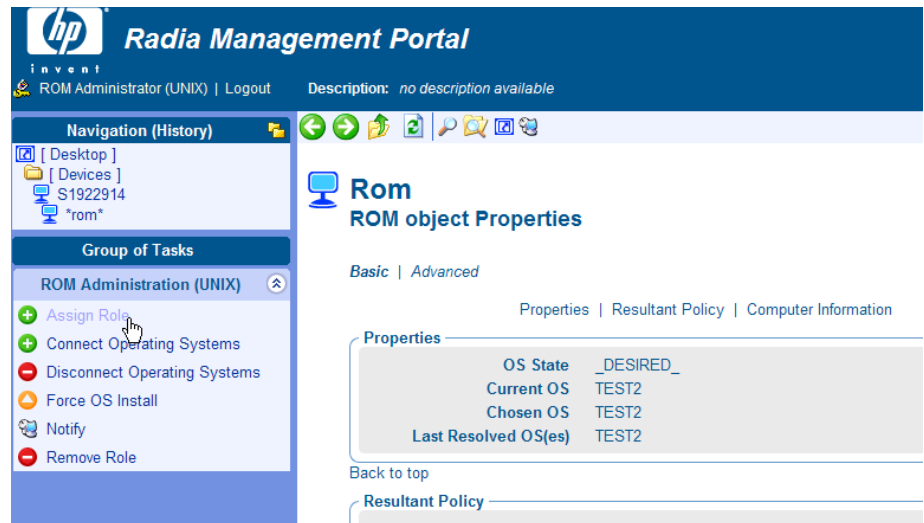 hp
invent
Radia Management Portal
ROM Administrator (UNIX) | Logout
Description: no description available
Navigation (History)
[ Desktop ]
[ Devices ]
S1922914
*rom*
Group of Tasks
ROM Administration (UNIX)
Assign Role
Connect Operating Systems
Disconnect Operating Systems
Force OS Install
Notify
Remove Role
Rom
ROM object Properties
Basic | Advanced
Properties | Resultant Policy | Computer Information
Properties
OS State _DESIRED_
Current OS TEST2
Chosen OS TEST2
Last Resolved OS(es) TEST2
Back to top
Resultant Policy